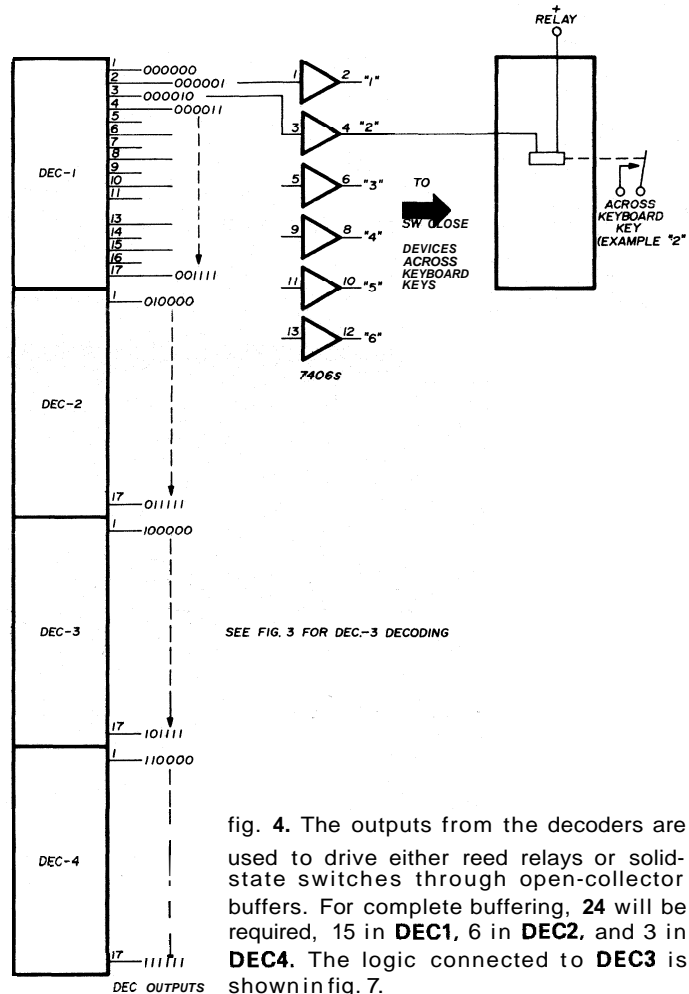 +
RELAY
1
000000
2
000001
1
2
"1"
3
000010
4
000011
3
4
"2"
5
6
7
8
9
10
11
13
14
15
16
17
001111
DEC-1
5
6
"3"
9
8
"4"
11
10
"5"
13
12
"6"
7406s
TO
SW CLOSE
DEVICES
ACROSS
KEYBOARD
KEYS
ACROSS
KEYBOARD
KEY
(EXAMPLE "2"
1
010000
DEC-2
17
011111
1
100000
DEC-3
SEE FIG. 3 FOR DEC.-3 DECODING
17
101111
1
110000
DEC-4
17
111111
DEC OUTPUTS
fig. 4. The outputs from the decoders are
used to drive either reed relays or solid-
state switches through open-collector
buffers. For complete buffering, 24 will be
required, 15 in DEC1, 6 in DEC2, and 3 in
DEC4. The logic connected to DEC3 is
shown in fig. 7.